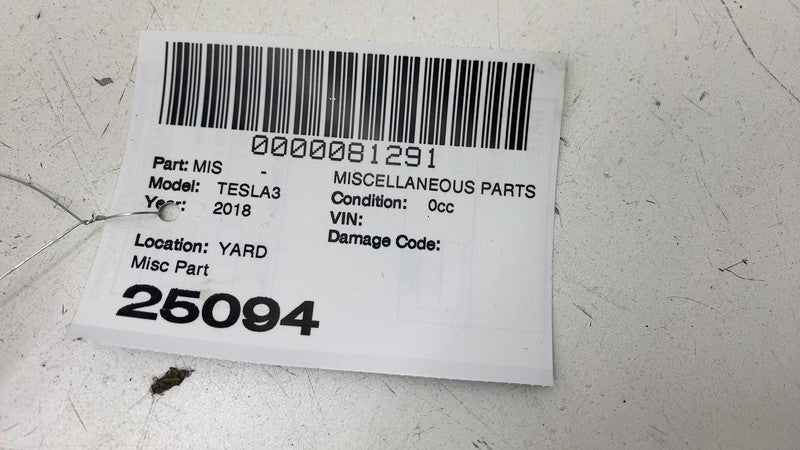 0000081291
Part: MIS - MISCELLANEOUS PARTS
Model: TESLA3 Condition: 0cc
Year: 2018 VIN:
Damage Code:
Location: YARD
Misc Part
25094